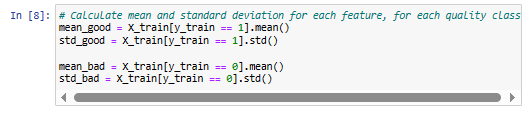 In [8]: # Calculate mean and standard deviation for each feature, for each quality class
mean_good = X_train[y_train == 1].mean()
std_good = X_train[y_train == 1].std()
mean_bad = X_train[y_train == 0].mean()
std_bad = X_train[y_train == 0].std()